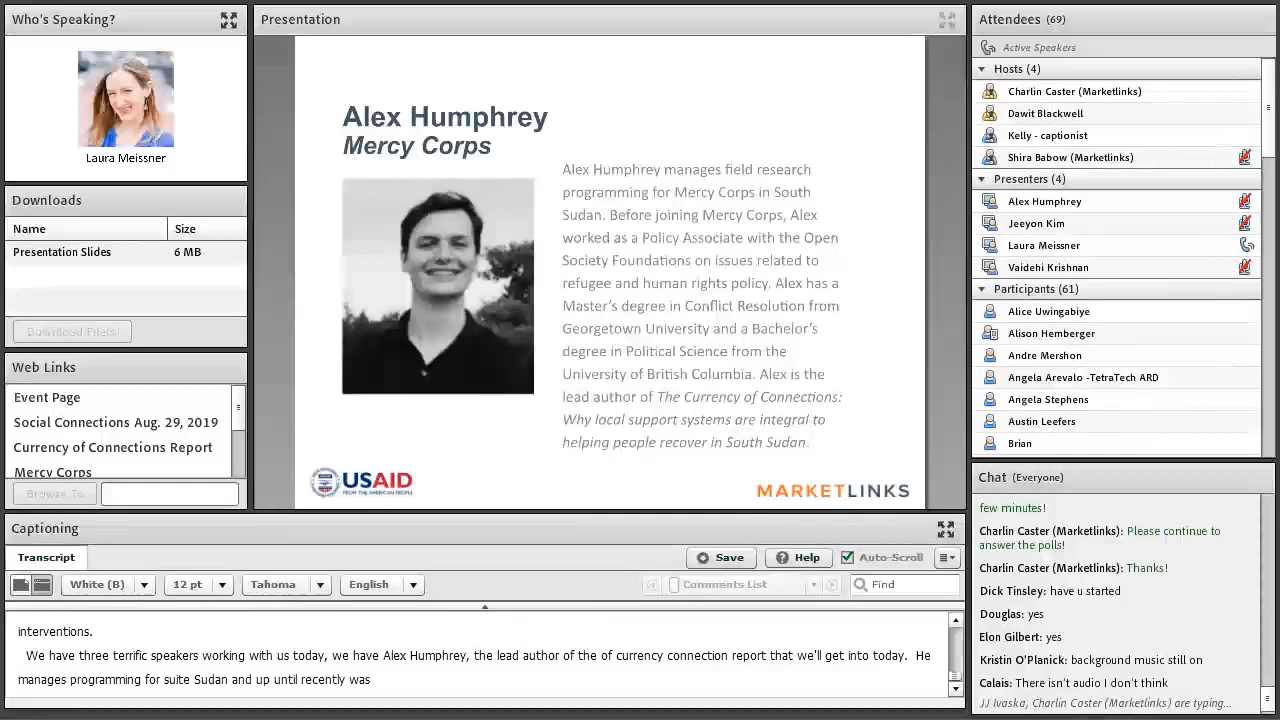 Who's Speaking?
Laura Meissner
Downloads
Name Size
Presentation Slides 6 MB
Download File(s)
Web Links
Event Page
Social Connections Aug. 29, 2019
Currency of Connections Report
Mercy Corps
Browse To
Presentation
Alex Humphrey
Mercy Corps
Alex Humphrey manages field research
programming for Mercy Corps in South
Sudan. Before joining Mercy Corps, Alex
worked as a Policy Associate with the Open
Society Foundations on issues related to
refugee and human rights policy. Alex has a
Master's degree in Conflict Resolution from
Georgetown University and a Bachelor's
degree in Political Science from the
University of British Columbia. Alex is the
lead author of The Currency of Connections:
Why local support systems are integral to
helping people recover in South Sudan.
USAID
FROM THE AMERICAN PEOPLE
MARKETLINKS
Captioning
Transcript
Save Help Auto-Scroll
White (B) 12 pt Tahoma English Comments List Find
interventions.
We have three terrific speakers working with us today, we have Alex Humphrey, the lead author of the of currency connection report that we'll get into today. He
manages programming for suite Sudan and up until recently was
Attendees (69)
Active Speakers
Hosts (4)
Charlin Caster (Marketlinks)
Dawit Blackwell
Kelly - captionist
Shira Babow (Marketlinks)
Presenters (4)
Alex Humphrey
Jeeyon Kim
Laura Meissner
Vaidehi Krishnan
Participants (61)
Alice Uwingabiye
Alison Hemberger
Andre Mershon
Angela Arevalo -TetraTech ARD
Angela Stephens
Austin Leefers
Brian
Chat (Everyone)
few minutes!
Charlin Caster (Marketlinks): Please continue to
answer the polls!
Charlin Caster (Marketlinks): Thanks!
Dick Tinsley: have u started
Douglas: yes
Elon Gilbert: yes
Kristin O'Planick: background music still on
Calais: There isn't audio I don't think
JJ Ivaska, Charlin Caster (Marketlinks) are typing...